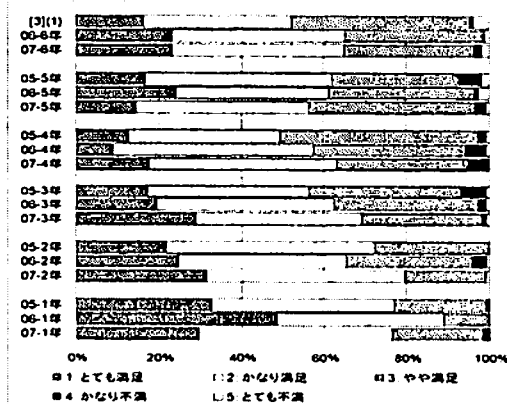 [3](1)
06-6年
07-6年
05-5年
06-5年
07-5年
05-4年
06-4年
07-4年
05-3年
06-3年
07-3年
05-2年
06-2年
07-2年
05-1年
06-1年
07-1年
0% 20% 40% 60% 80% 100%
1 とても満足 2 かなり満足 3 やや満足
4 かなり不満 5 とても不満